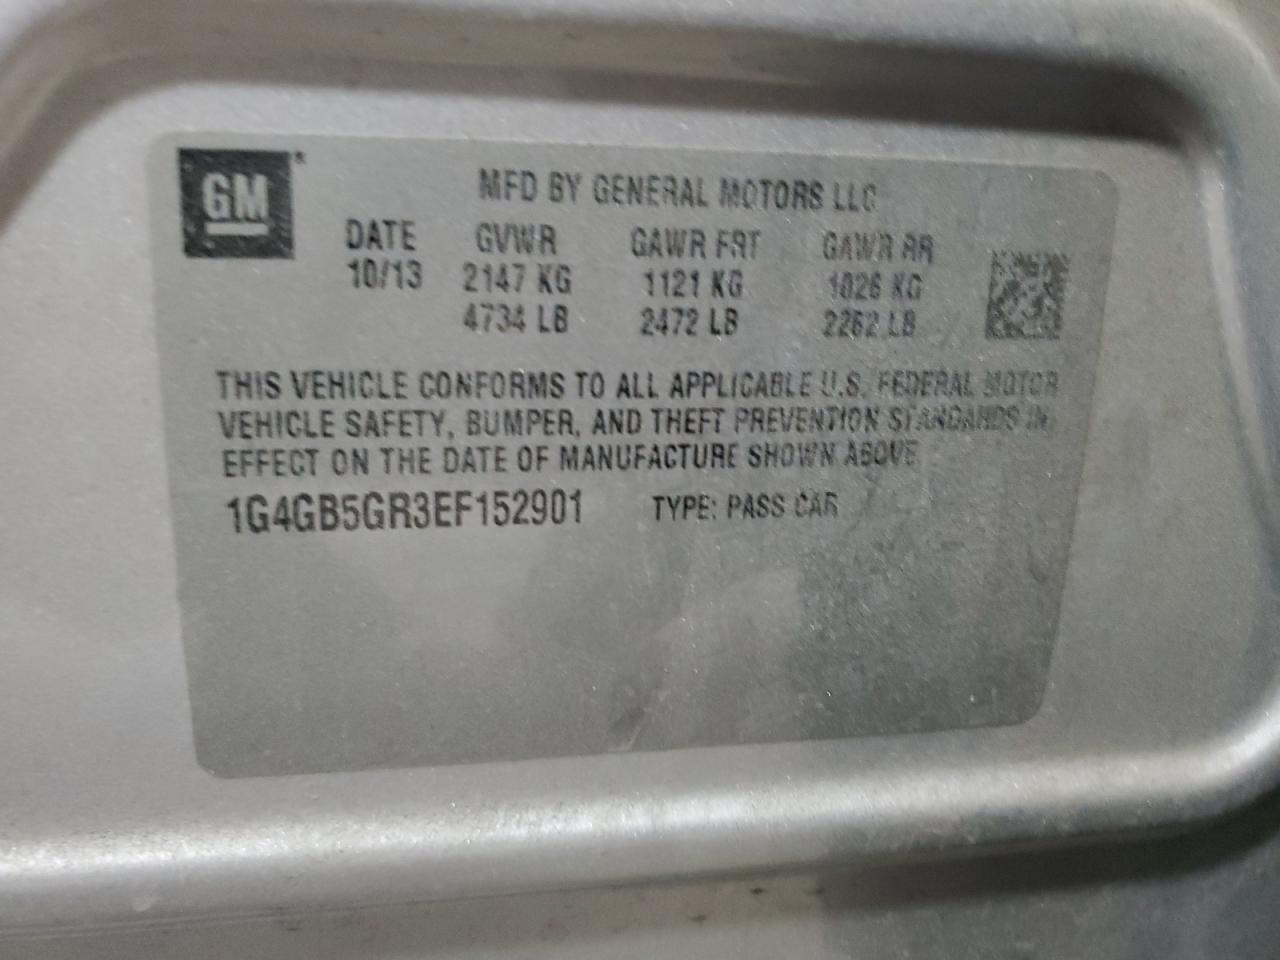 GM
MFD BY GENERAL MOTORS LLC
DATE GVWR GAWR FRT GAWR RR
10/13 2147 KG 1121 KG 1026 KG
4734 LB 2472 LB 2262 LB
THIS VEHICLE CONFORMS TO ALL APPLICABLE U.S. FEDERAL MOTOR
VEHICLE SAFETY, BUMPER, AND THEFT PREVENTION STANDARDS IN
EFFECT ON THE DATE OF MANUFACTURE SHOWN ABOVE
1G4GB5GR3EF152901 TYPE: PASS CAR